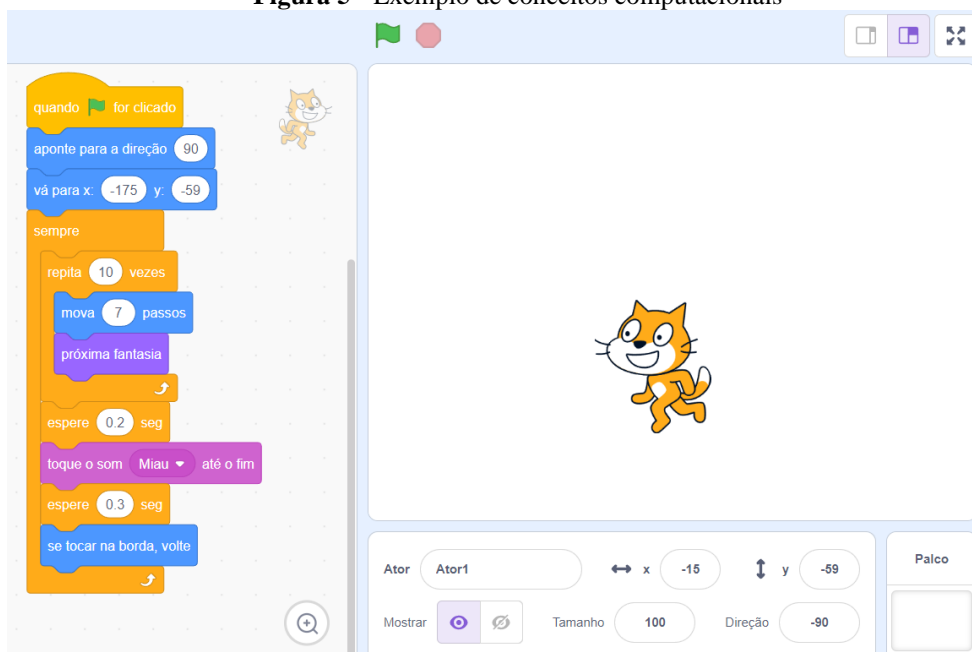 Figura 5 - Exemplo de conceitos computacionais
quando for clicado
aponte para a direção 90
vá para x: -175 y: -59
sempre
repita 10 vezes
mova 7 passos
próxima fantasia
espere 0.2 seg
toque o som Miau até o fim
espere 0.3 seg
se tocar na borda, volte
Ator Ator1 x -15 y -59
Mostrar Tamanho 100 Direção -90
Palco